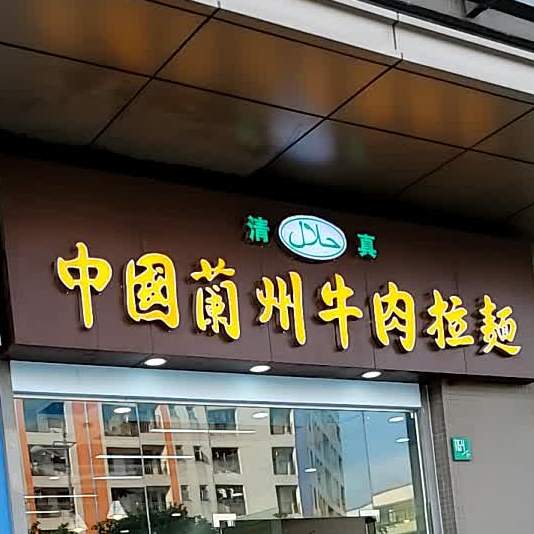 清 حلال 真
中國蘭州牛肉拉麵